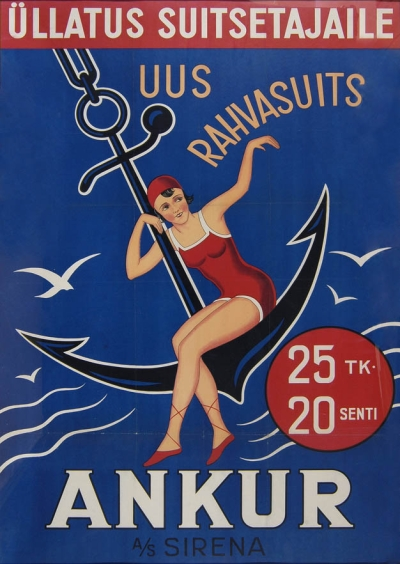 ÜLLATUS SUITSETAJAILE
UUS
RAHVASUITS
25 TK.
20 SENTI
ANKUR
A/S SIRENA